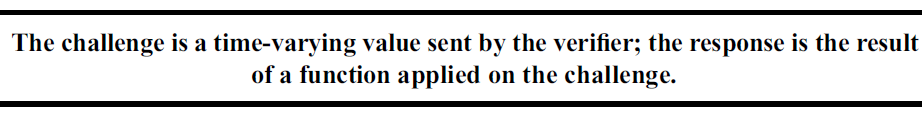 The challenge is a time-varying value sent by the verifier; the response is the result
of a function applied on the challenge.